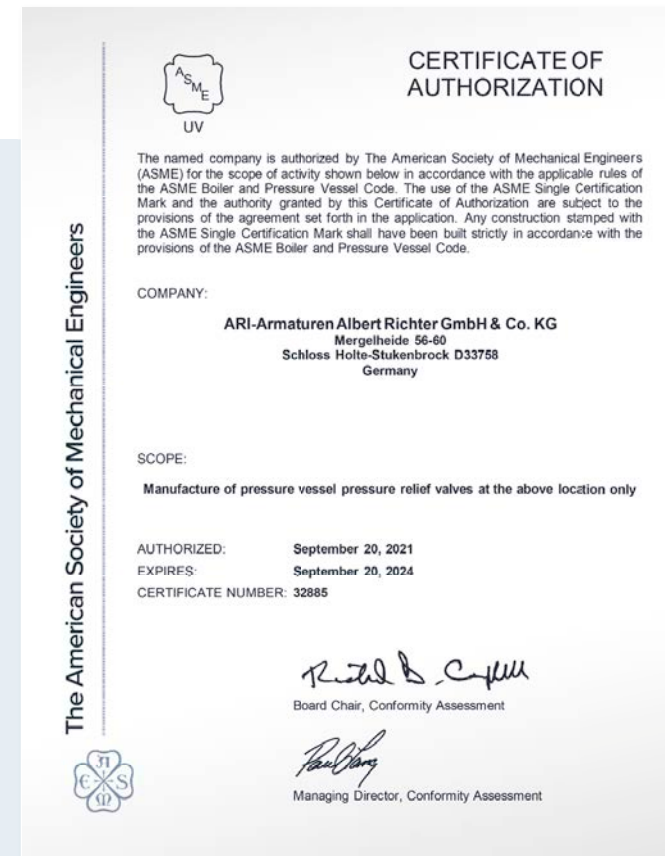 CERTIFICATE OF
AUTHORIZATION
ASME
UV
The named company is authorized by The American Society of Mechanical Engineers
(ASME) for the scope of activity shown below in accordance with the applicable rules of
the ASME Boiler and Pressure Vessel Code. The use of the ASME Single Certification
Mark and the authority granted by this Certificate of Authorization are subject to the
provisions of the agreement set forth in the application. Any construction stamped with
the ASME Single Certification Mark shall have been built strictly in accordance with the
provisions of the ASME Boiler and Pressure Vessel Code.
COMPANY:
ARI-Armaturen Albert Richter GmbH & Co. KG
Mergelheide 56-60
Schloss Holte-Stukenbrock D33758
Germany
SCOPE:
Manufacture of pressure vessel pressure relief valves at the above location only
AUTHORIZED: September 20, 2021
EXPIRES: September 20, 2024
CERTIFICATE NUMBER: 32885
Board Chair, Conformity Assessment
Managing Director, Conformity Assessment
The American Society of Mechanical Engineers
ASME